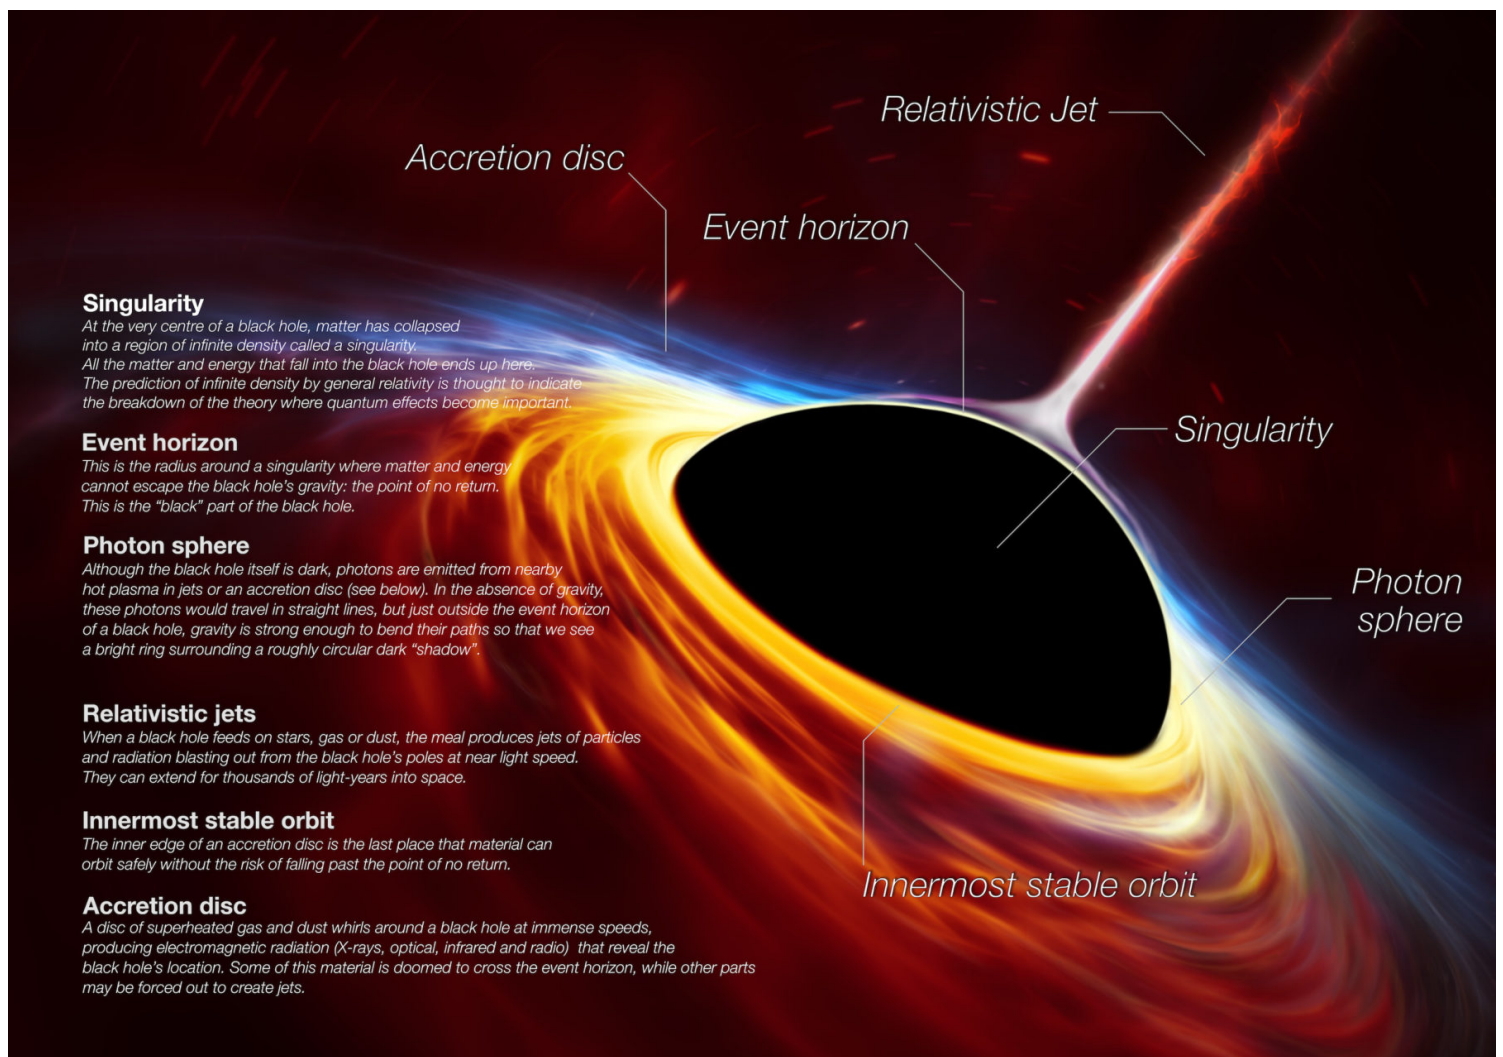 Relativistic Jet
Accretion disc
Event horizon
Singularity
Photon
sphere
Innermost stable orbit
Singularity
At the very centre of a black hole, matter has collapsed
into a region of infinite density called a singularity.
All the matter and energy that fall into the black hole ends up here.
The prediction of infinite density by general relativity is thought to indicate
the breakdown of the theory where quantum effects become important.
Event horizon
This is the radius around a singularity where matter and energy
cannot escape the black hole’s gravity: the point of no return.
This is the “black” part of the black hole.
Photon sphere
Although the black hole itself is dark, photons are emitted from nearby
hot plasma in jets or an accretion disc (see below). In the absence of gravity,
these photons would travel in straight lines, but just outside the event horizon
of a black hole, gravity is strong enough to bend their paths so that we see
a bright ring surrounding a roughly circular dark “shadow”.
Relativistic jets
When a black hole feeds on stars, gas or dust, the meal produces jets of particles
and radiation blasting out from the black hole’s poles at near light speed.
They can extend for thousands of light-years into space.
Innermost stable orbit
The inner edge of an accretion disc is the last place that material can
orbit safely without the risk of falling past the point of no return.
Accretion disc
A disc of superheated gas and dust whirls around a black hole at immense speeds,
producing electromagnetic radiation (X-rays, optical, infrared and radio) that reveal the
black hole’s location. Some of this material is doomed to cross the event horizon, while other parts
may be forced out to create jets.